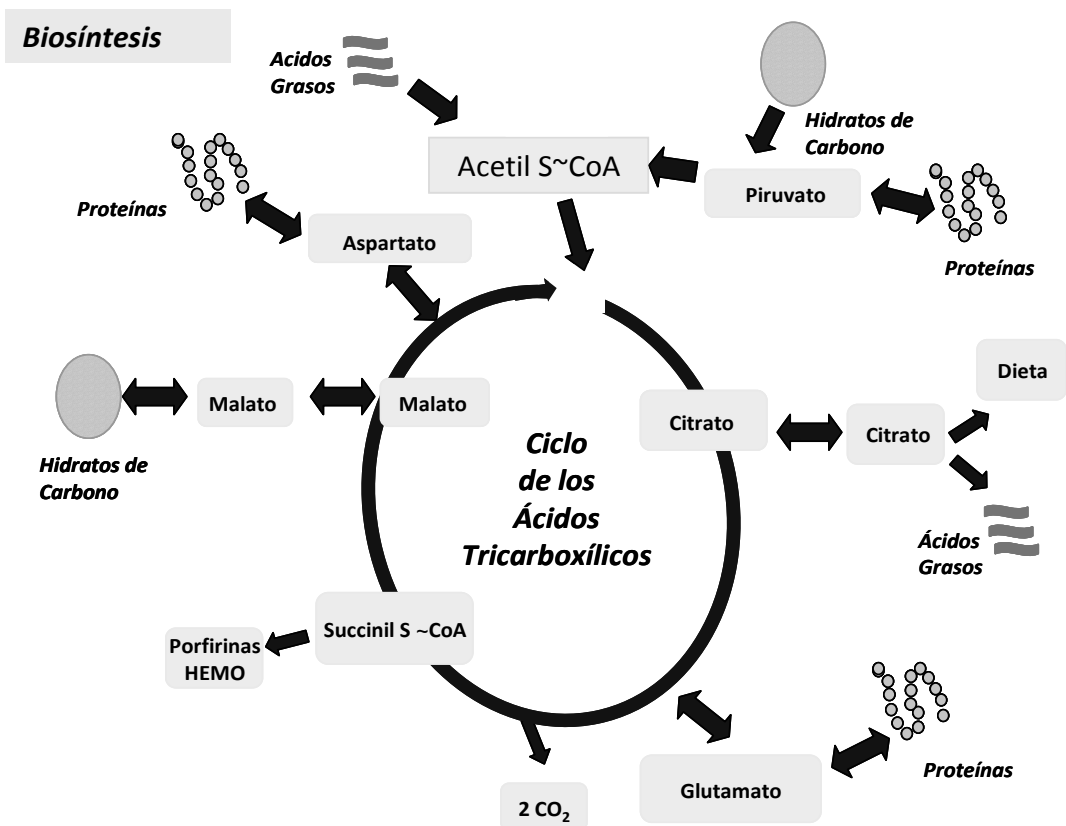 Biosíntesis
Acidos
Grasos
Hidratos de
Carbono
Acetil S~CoA
Piruvato
Proteínas
Proteínas
Aspartato
Dieta
Malato
Malato
Citrato
Citrato
Hidratos de
Carbono
Ciclo
de los
Ácidos
Tricarboxílicos
Ácidos
Grasos
Succinil S ~CoA
Porfirinas
HEMO
Glutamato
Proteínas
2 CO₂